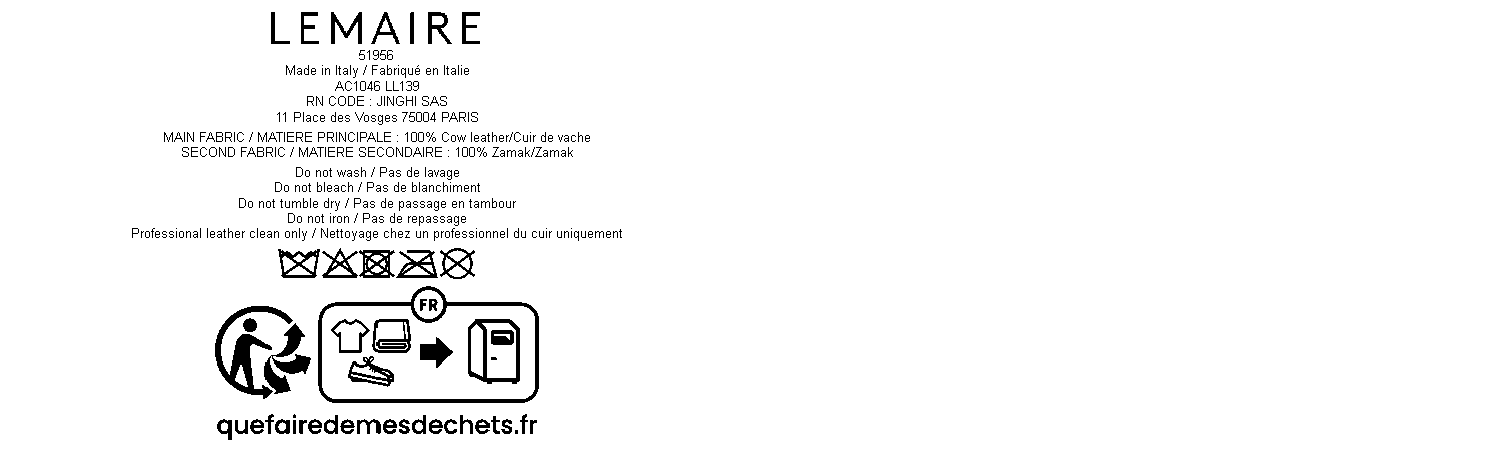 LEMAIRE
51956
Made in Italy / Fabriqué en Italie
AC1046 LL139
RN CODE : JINGHI SAS
11 Place des Vosges 75004 PARIS
MAIN FABRIC / MATIERE PRINCIPALE : 100% Cow leather/Cuir de vache
SECOND FABRIC / MATIERE SECONDAIRE : 100% Zamak/Zamak
Do not wash / Pas de lavage
Do not bleach / Pas de blanchiment
Do not tumble dry / Pas de passage en tambour
Do not iron / Pas de repassage
Professional leather clean only / Nettoyage chez un professionnel du cuir uniquement
FR
quefairedemesdechets.fr